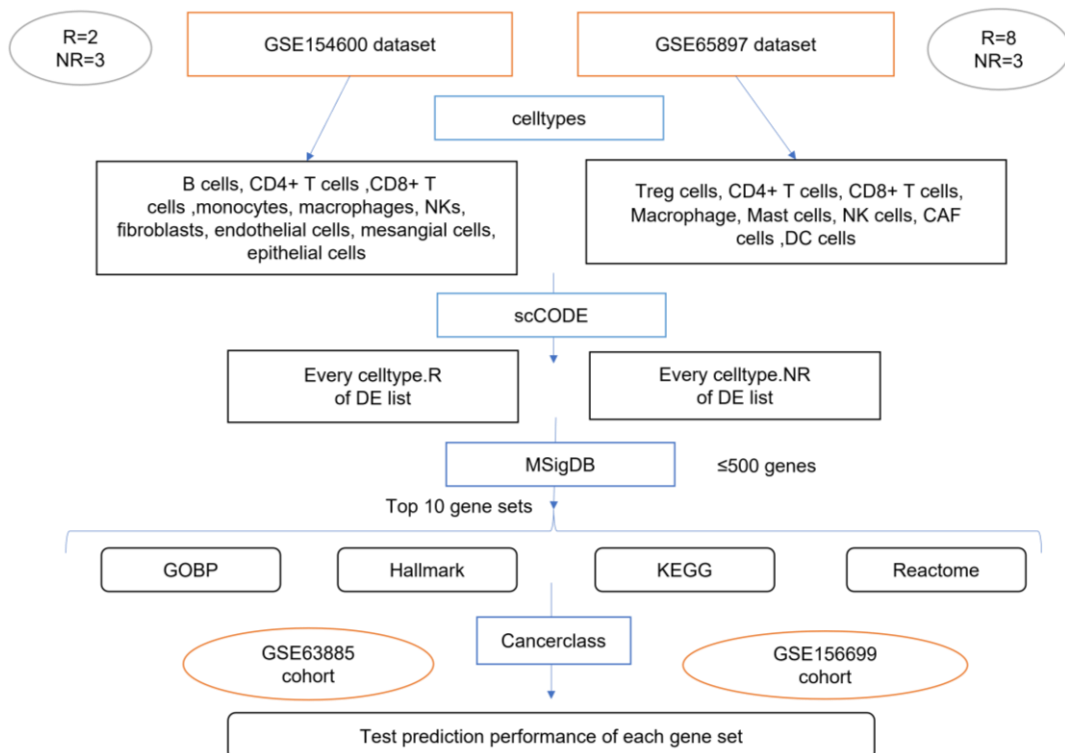 R=2
NR=3
GSE154600 dataset
GSE65897 dataset
R=8
NR=3
celltypes
B cells, CD4+ T cells ,CD8+ T
cells ,monocytes, macrophages, NKs,
fibroblasts, endothelial cells, mesangial cells,
epithelial cells
Treg cells, CD4+ T cells, CD8+ T cells,
Macrophage, Mast cells, NK cells, CAF
cells ,DC cells
scCODE
Every celltype.R
of DE list
Every celltype.NR
of DE list
MSigDB
≤500 genes
Top 10 gene sets
GOBP
Hallmark
KEGG
Reactome
Cancerclass
GSE63885
cohort
GSE156699
cohort
Test prediction performance of each gene set